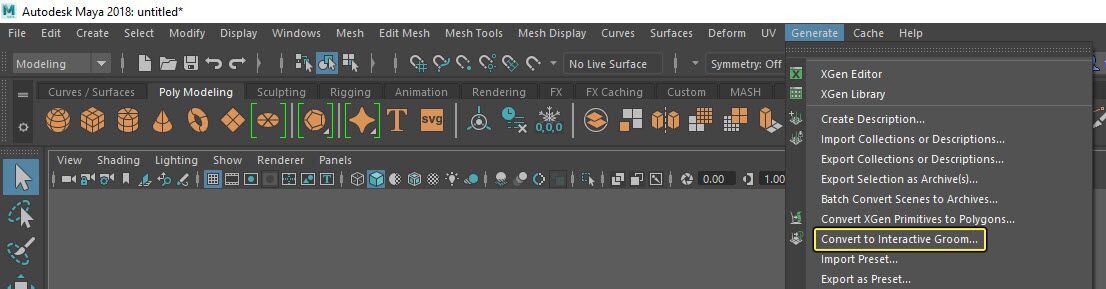 Autodesk Maya 2018: untitled*
File Edit Create Select Modify Display Windows Mesh Edit Mesh Mesh Tools Mesh Display Curves Surfaces Deform UV Generate Cache Help
Modeling No Live Surface Symmetry: Off
Curves / Surfaces Poly Modeling Sculpting Rigging Animation Rendering FX FX Caching Custom MASH
T svg 0,0,0
View Shading Lighting Show Renderer Panels
0.00 1.00
XGen Editor
XGen Library
Create Description...
Import Collections or Descriptions...
Export Collections or Descriptions...
Export Selection as Archive(s)...
Batch Convert Scenes to Archives...
Convert XGen Primitives to Polygons...
Convert to Interactive Groom...
Import Preset...
Export as Preset...